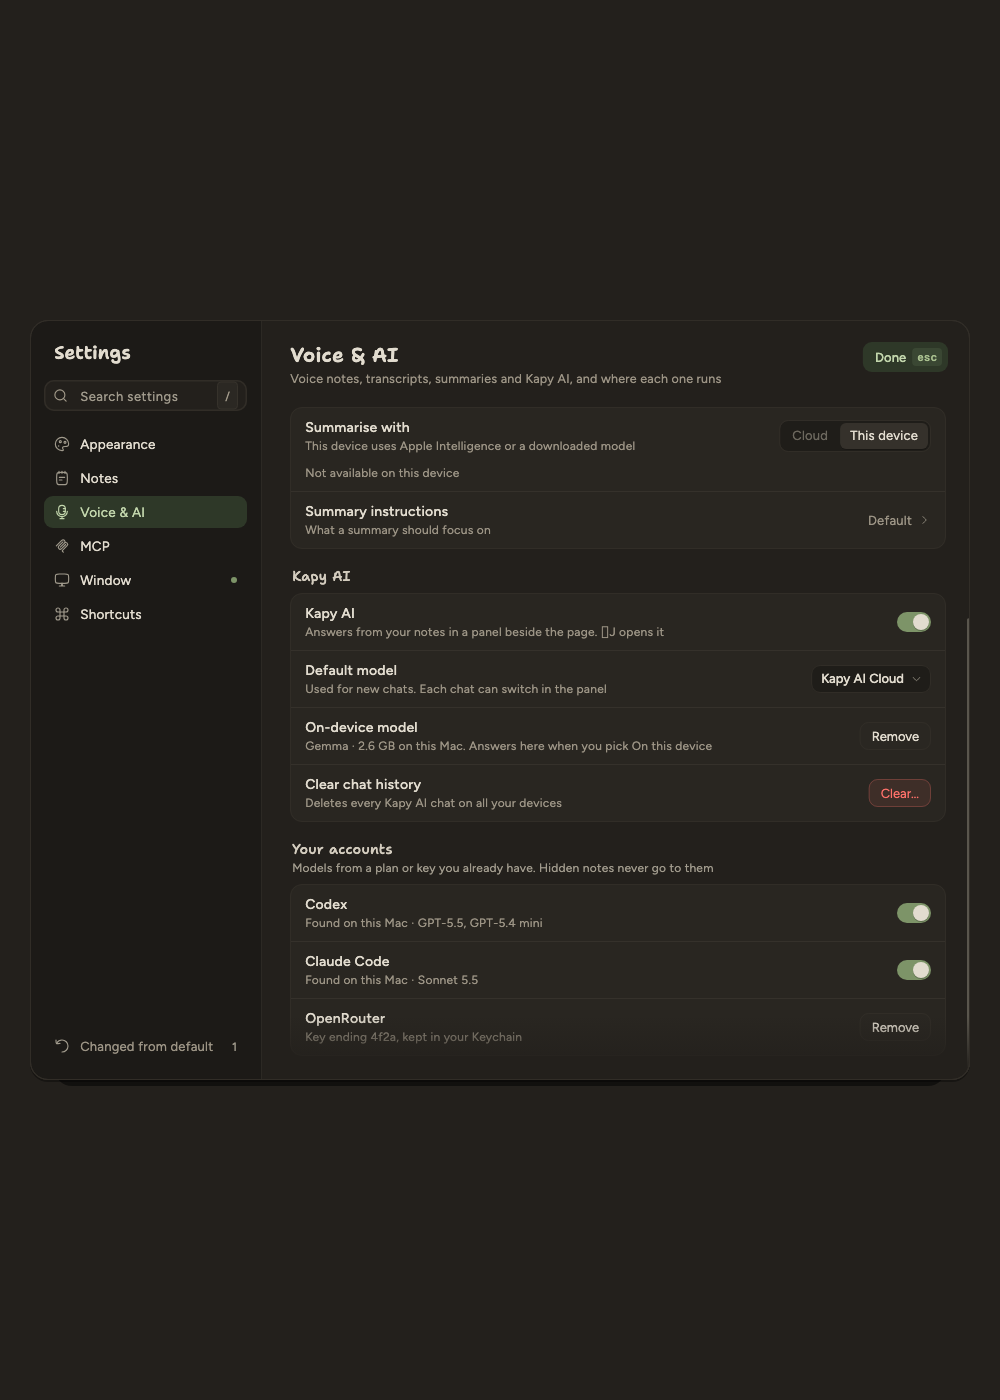 Settings
Search settings /
Appearance
Notes
Voice & AI
MCP
Window
Shortcuts
Changed from default 1
Voice & AI
Voice notes, transcripts, summaries and Kapy AI, and where each one runs
Done esc
Summarise with
This device uses Apple Intelligence or a downloaded model
Cloud This device
Not available on this device
Summary instructions
What a summary should focus on
Default
Kapy AI
Kapy AI
Answers from your notes in a panel beside the page. ▯J opens it
Default model
Used for new chats. Each chat can switch in the panel
Kapy AI Cloud
On-device model
Gemma · 2.6 GB on this Mac. Answers here when you pick On this device
Remove
Clear chat history
Deletes every Kapy AI chat on all your devices
Clear...
Your accounts
Models from a plan or key you already have. Hidden notes never go to them
Codex
Found on this Mac · GPT-5.5, GPT-5.4 mini
Claude Code
Found on this Mac · Sonnet 5.5
OpenRouter
Key ending 4f2a, kept in your Keychain
Remove